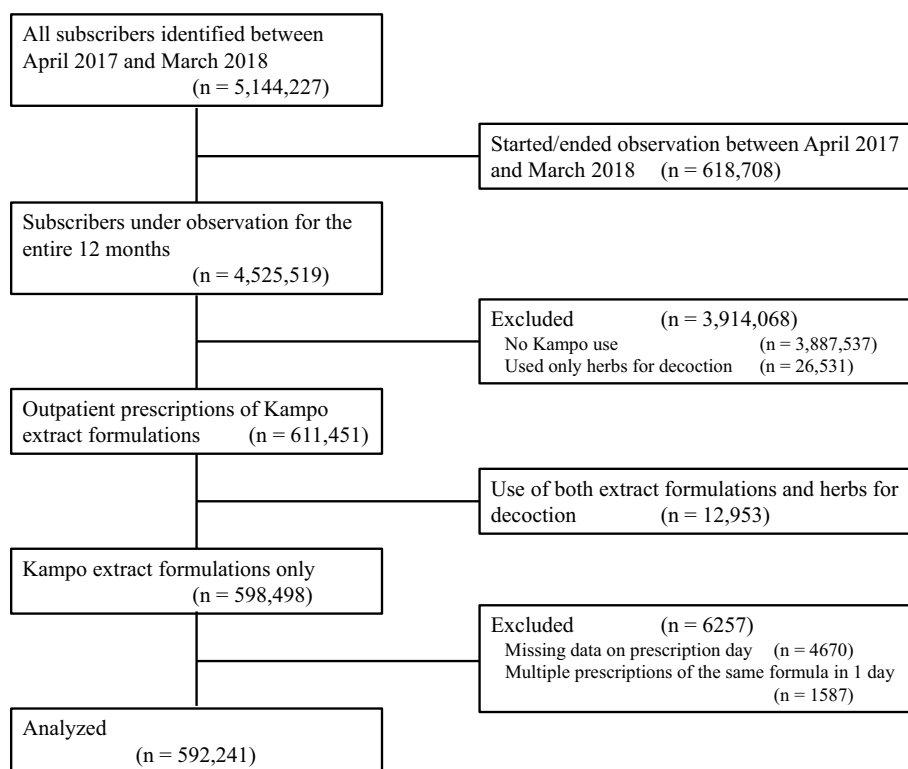 All subscribers identified between
April 2017 and March 2018
(n = 5,144,227)
Started/ended observation between April 2017
and March 2018 (n = 618,708)
Subscribers under observation for the
entire 12 months
(n = 4,525,519)
Excluded (n = 3,914,068)
No Kampo use (n = 3,887,537)
Used only herbs for decoction (n = 26,531)
Outpatient prescriptions of Kampo
extract formulations (n = 611,451)
Use of both extract formulations and herbs for
decoction (n = 12,953)
Kampo extract formulations only
(n = 598,498)
Excluded (n = 6257)
Missing data on prescription day (n = 4670)
Multiple prescriptions of the same formula in 1 day
(n = 1587)
Analyzed
(n = 592,241)